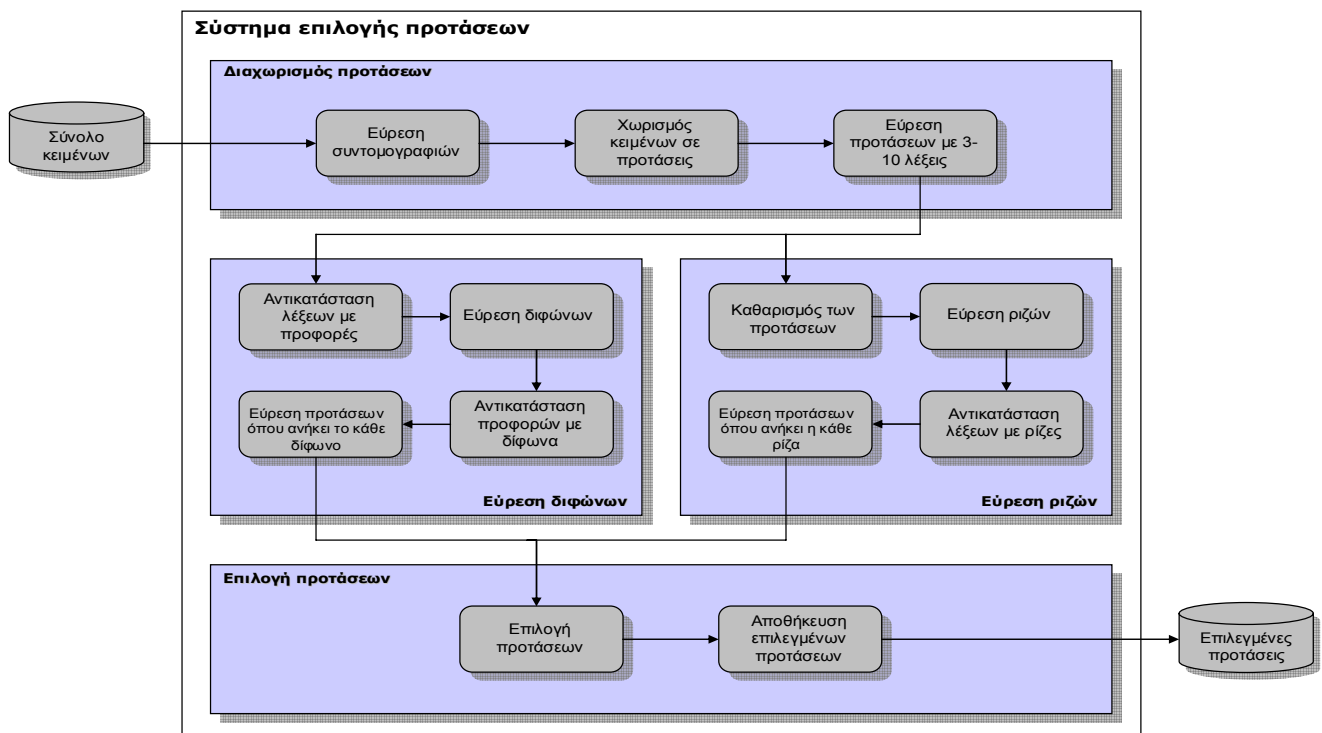 Σύστημα επιλογής προτάσεων
Διαχωρισμός προτάσεων
Σύνολο
κειμένων
Εύρεση
συντομογραφιών
Χωρισμός
κειμένων σε
προτάσεις
Εύρεση
προτάσεων με 3-
10 λέξεις
Αντικατάσταση
λέξεων με
προφορές
Εύρεση διφώνων
Εύρεση προτάσεων
όπου ανήκει το κάθε
δίφωνο
Αντικατάσταση
προφορών με
δίφωνα
Εύρεση διφώνων
Καθαρισμός των
προτάσεων
Εύρεση ριζών
Εύρεση προτάσεων
όπου ανήκει η κάθε
ρίζα
Αντικατάσταση
λέξεων με ρίζες
Εύρεση ριζών
Επιλογή προτάσεων
Επιλογή
προτάσεων
Αποθήκευση
επιλεγμένων
προτάσεων
Επιλεγμένες
προτάσεις